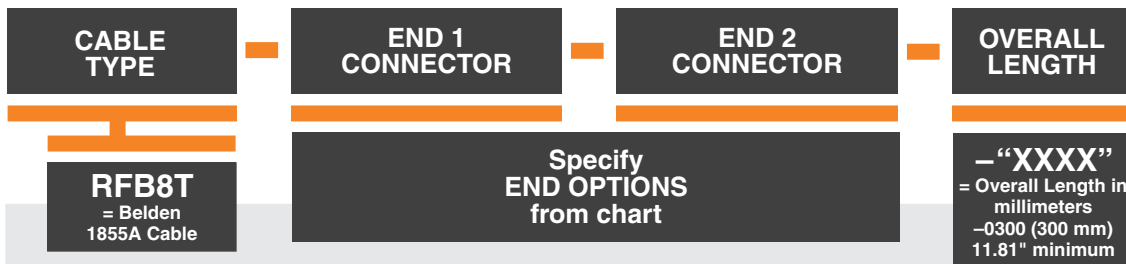 CABLE
TYPE
END 1
CONNECTOR
END 2
CONNECTOR
OVERALL
LENGTH
RFB8T
= Belden
1855A Cable
Specify
END OPTIONS
from chart
–“XXXX”
= Overall Length in
millimeters
–0300 (300 mm)
11.81" minimum